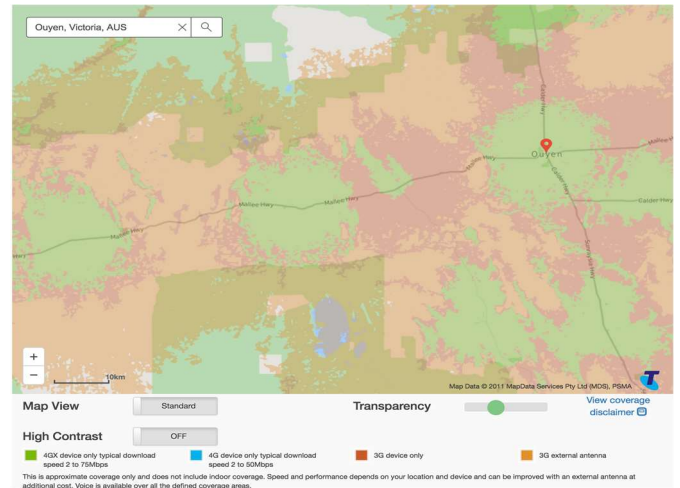 Ouyen, Victoria, AUS
Calder Hwy
Ouyen
Mallee Hwy
Calder Hwy
Calder Hwy
Mallee Hwy
Mallee Hwy
Mallee Hwy
Sunraysia Hwy
+
−
10km
Map Data © 2011 MapData Services Pty Ltd (MDS), PSMA
Map View Standard Transparency View coverage
disclaimer
High Contrast OFF
4GX device only typical download
speed 2 to 75Mbps
4G device only typical download
speed 2 to 50Mbps
3G device only
3G external antenna
This is approximate coverage only and does not include indoor coverage. Speed and performance depends on your location and device and can be improved with an external antenna at
additional cost. Voice is available over all the defined coverage areas.